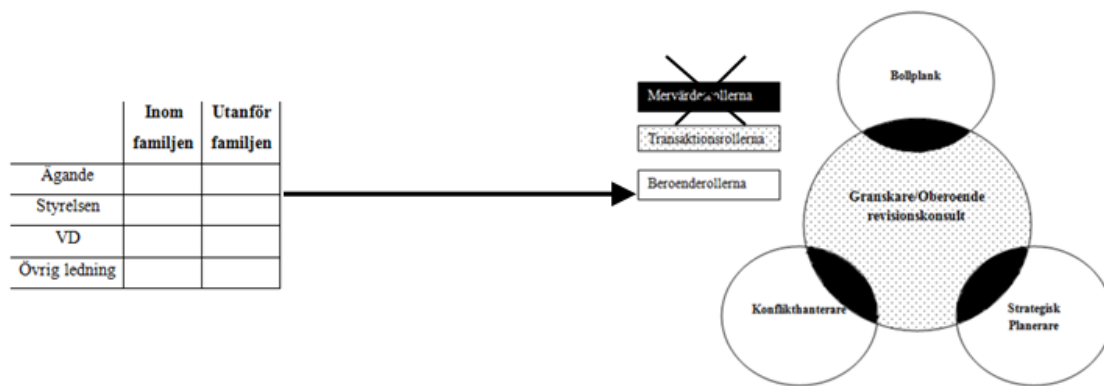 Inom familjen
Utanför familjen
Ägande
Styrelsen
VD
Övrig ledning
Mervärdesrollerna
Transaktionsrollerna
Beroenderollerna
Bollplank
Granskare/Oberoende
revisionskonsult
Konflikthanterare
Strategisk
Planerare